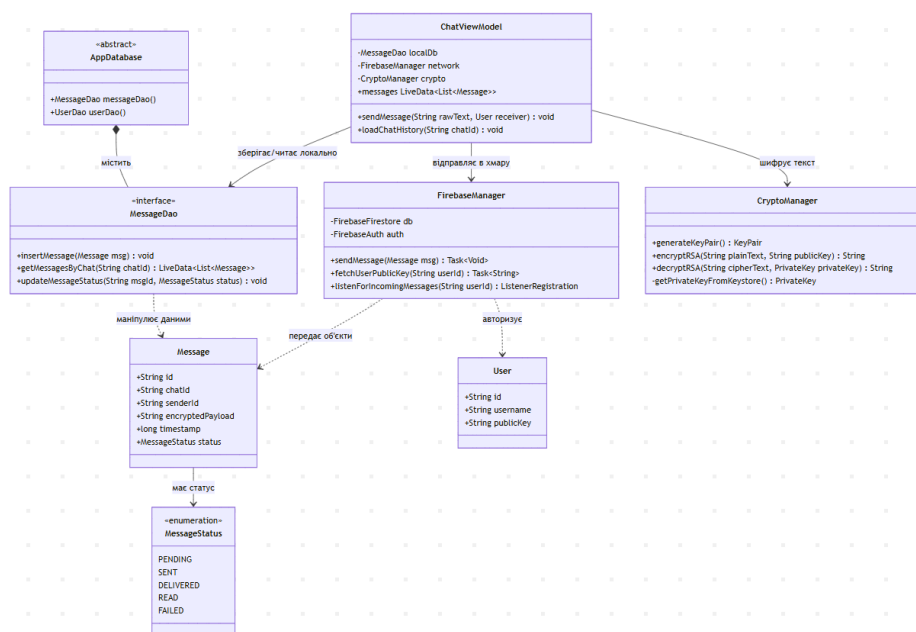 «abstract»
AppDatabase
+MessageDao messageDao()
+UserDao userDao()
ChatViewModel
-MessageDao localDb
-FirebaseManager network
-CryptoManager crypto
+messages LiveData<List<Message>>
+sendMessage(String rawText, User receiver) : void
+loadChatHistory(String chatId) : void
містить
зберігає/читає локально
відправляє в хмару
шифрує текст
«interface»
MessageDao
+insertMessage(Message msg) : void
+getMessagesByChat(String chatId) : LiveData<List<Message>>
+updateMessageStatus(String msgId, MessageStatus status) : void
FirebaseManager
-FirebaseFirestore db
-FirebaseAuth auth
+sendMessage(Message msg) : Task<Void>
+fetchUserPublicKey(String userId) : Task<String>
+listenForIncomingMessages(String userId) : ListenerRegistration
CryptoManager
+generateKeyPair() : KeyPair
+encryptRSA(String plainText, String publicKey) : String
+decryptRSA(String cipherText, PrivateKey privateKey) : String
-getPrivateKeyFromKeystore() : PrivateKey
маніпулює даними
передає об'єкти
авторизує
Message
+String id
+String chatId
+String senderId
+String encryptedPayload
+long timestamp
+MessageStatus status
User
+String id
+String username
+String publicKey
має статус
«enumeration»
MessageStatus
PENDING
SENT
DELIVERED
READ
FAILED